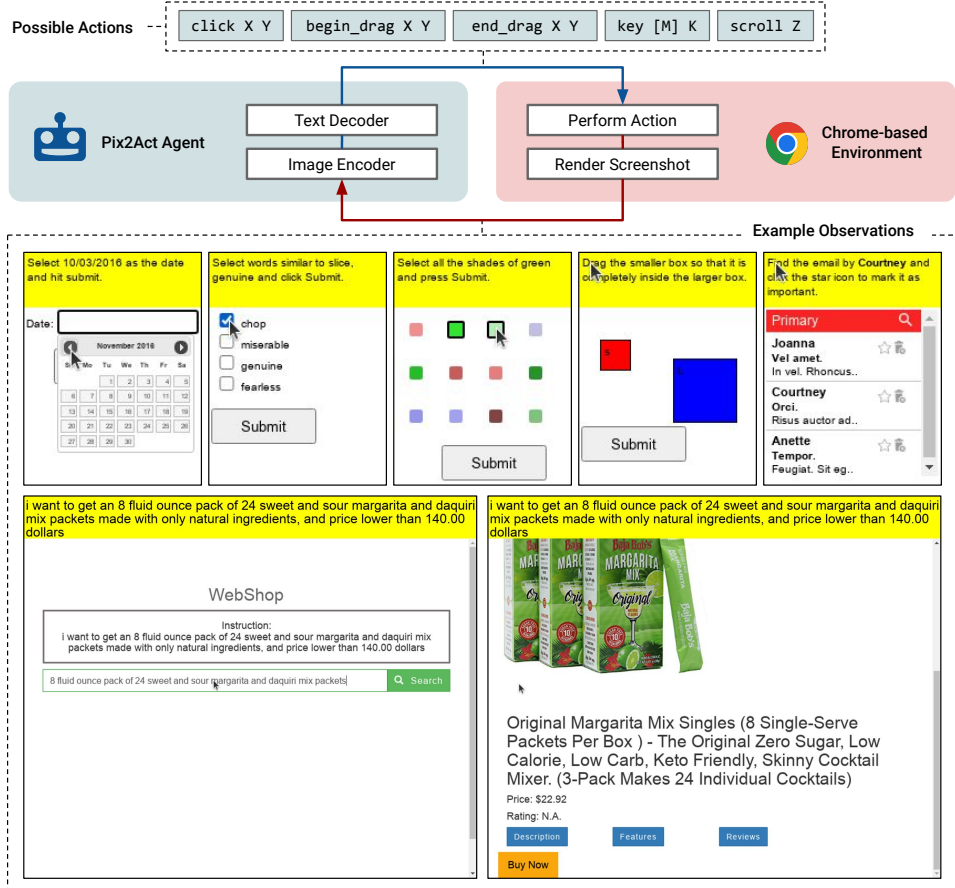 Possible Actions
click X Y
begin_drag X Y
end_drag X Y
key [M] K
scroll Z
Pix2Act Agent
Text Decoder
Image Encoder
Perform Action
Render Screenshot
Chrome-based
Environment
Example Observations
Select 10/03/2016 as the date
and hit submit.
Date:
November 2016
Mo Tu We Th Fr Sa
1 2 3 4 5
6 7 8 9 10 11 12
13 14 15 16 17 18 19
20 21 22 23 24 25 26
27 28 29 30
Select words similar to slice,
genuine and click Submit.
chop
miserable
genuine
fearless
Submit
Select all the shades of green
and press Submit.
Submit
Drag the smaller box so that it is
completely inside the larger box.
s
L
Submit
Find the email by Courtney and
click the star icon to mark it as
important.
Primary
Joanna
Vel amet.
In vel. Rhoncus..
Courtney
Orci.
Risus auctor ad..
Anette
Tempor.
Feugiat. Sit eg..
i want to get an 8 fluid ounce pack of 24 sweet and sour margarita and daquiri
mix packets made with only natural ingredients, and price lower than 140.00
dollars
WebShop
Instruction:
i want to get an 8 fluid ounce pack of 24 sweet and sour margarita and daquiri mix
packets made with only natural ingredients, and price lower than 140.00 dollars
8 fluid ounce pack of 24 sweet and sour margarita and daquiri mix packets
Search
i want to get an 8 fluid ounce pack of 24 sweet and sour margarita and daquiri
mix packets made with only natural ingredients, and price lower than 140.00
dollars
Baja Bob's
MARGARITA
MIX
Original
Original Margarita Mix Singles (8 Single-Serve
Packets Per Box ) - The Original Zero Sugar, Low
Calorie, Low Carb, Keto Friendly, Skinny Cocktail
Mixer. (3-Pack Makes 24 Individual Cocktails)
Price: $22.92
Rating: N.A.
Description
Features
Reviews
Buy Now